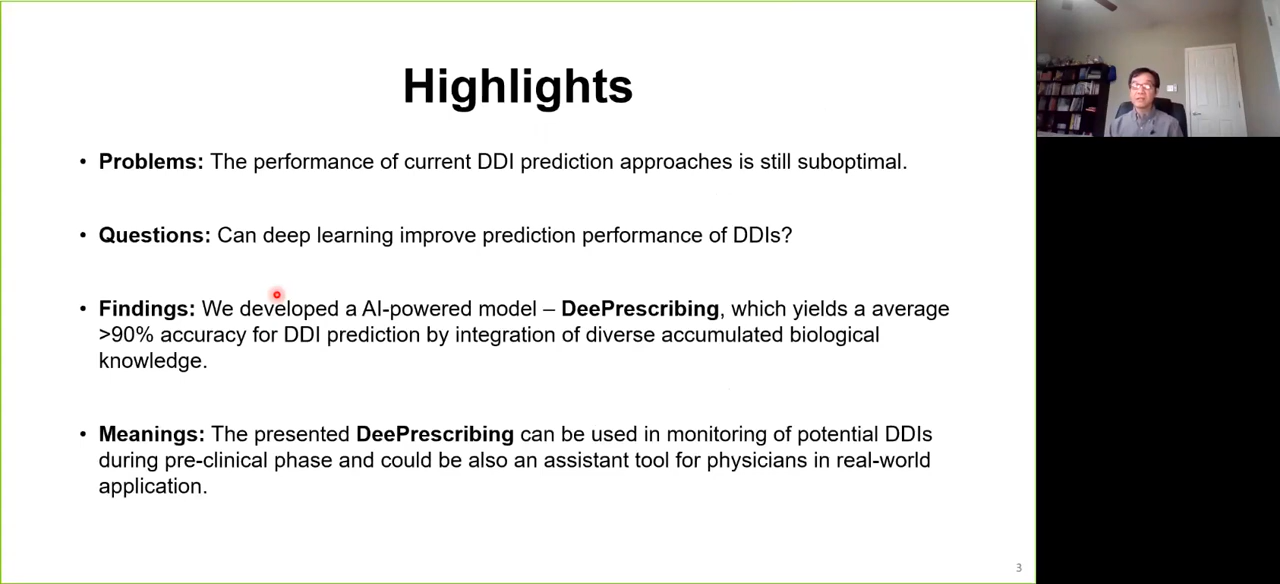 Highlights
• Problems: The performance of current DDI prediction approaches is still suboptimal.
• Questions: Can deep learning improve prediction performance of DDIs?
• Findings: We developed a AI-powered model – DeePrescribing, which yields a average
>90% accuracy for DDI prediction by integration of diverse accumulated biological
knowledge.
• Meanings: The presented DeePrescribing can be used in monitoring of potential DDIs
during pre-clinical phase and could be also an assistant tool for physicians in real-world
application.
3